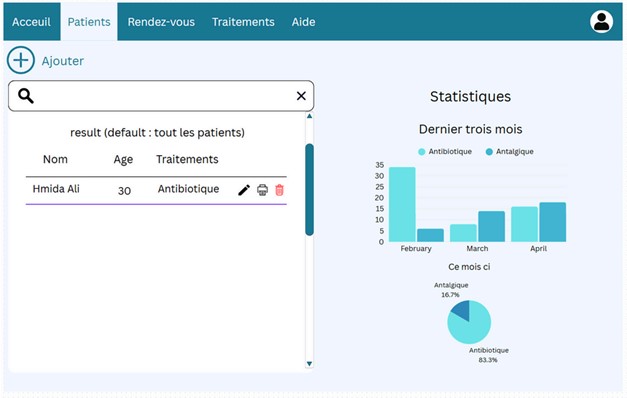 Acceuil Patients Rendez-vous Traitements Aide
Ajouter
result (default : tout les patients)
Nom Age Traitements
Hmida Ali 30 Antibiotique
Statistiques
Dernier trois mois
Antibiotique Antalgique
35
30
25
20
15
10
5
0
February March April
Ce mois ci
Antalgique
16.7%
Antibiotique
83.3%